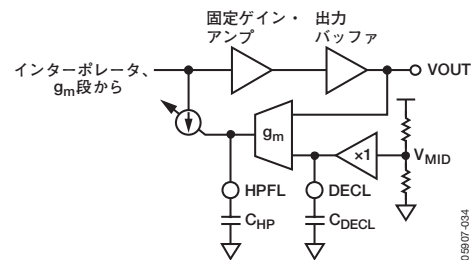 固定ゲイン・
アンプ
出力
バッファ
インターポレータ、
gm段から
VOUT
gm
×1
VMID
HPFL
DECL
CHP
CDECL
05907-034